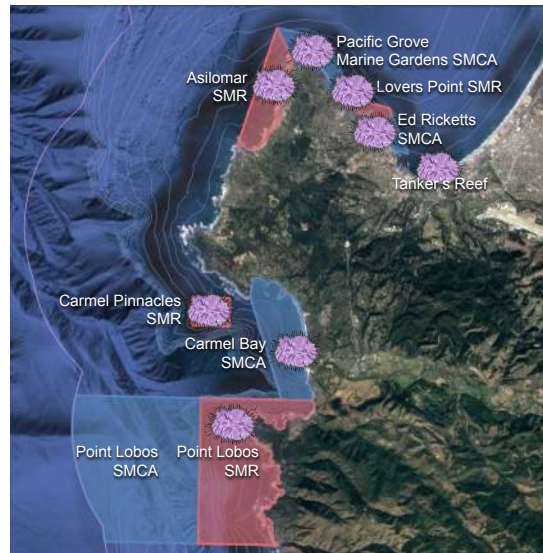 Pacific Grove
Marine Gardens SMCA
Asilomar
SMR
Lovers Point SMR
Ed Ricketts
SMCA
Tanker's Reef
Carmel Pinnacles
SMR
Carmel Bay
SMCA
Point Lobos
SMCA
Point Lobos
SMR